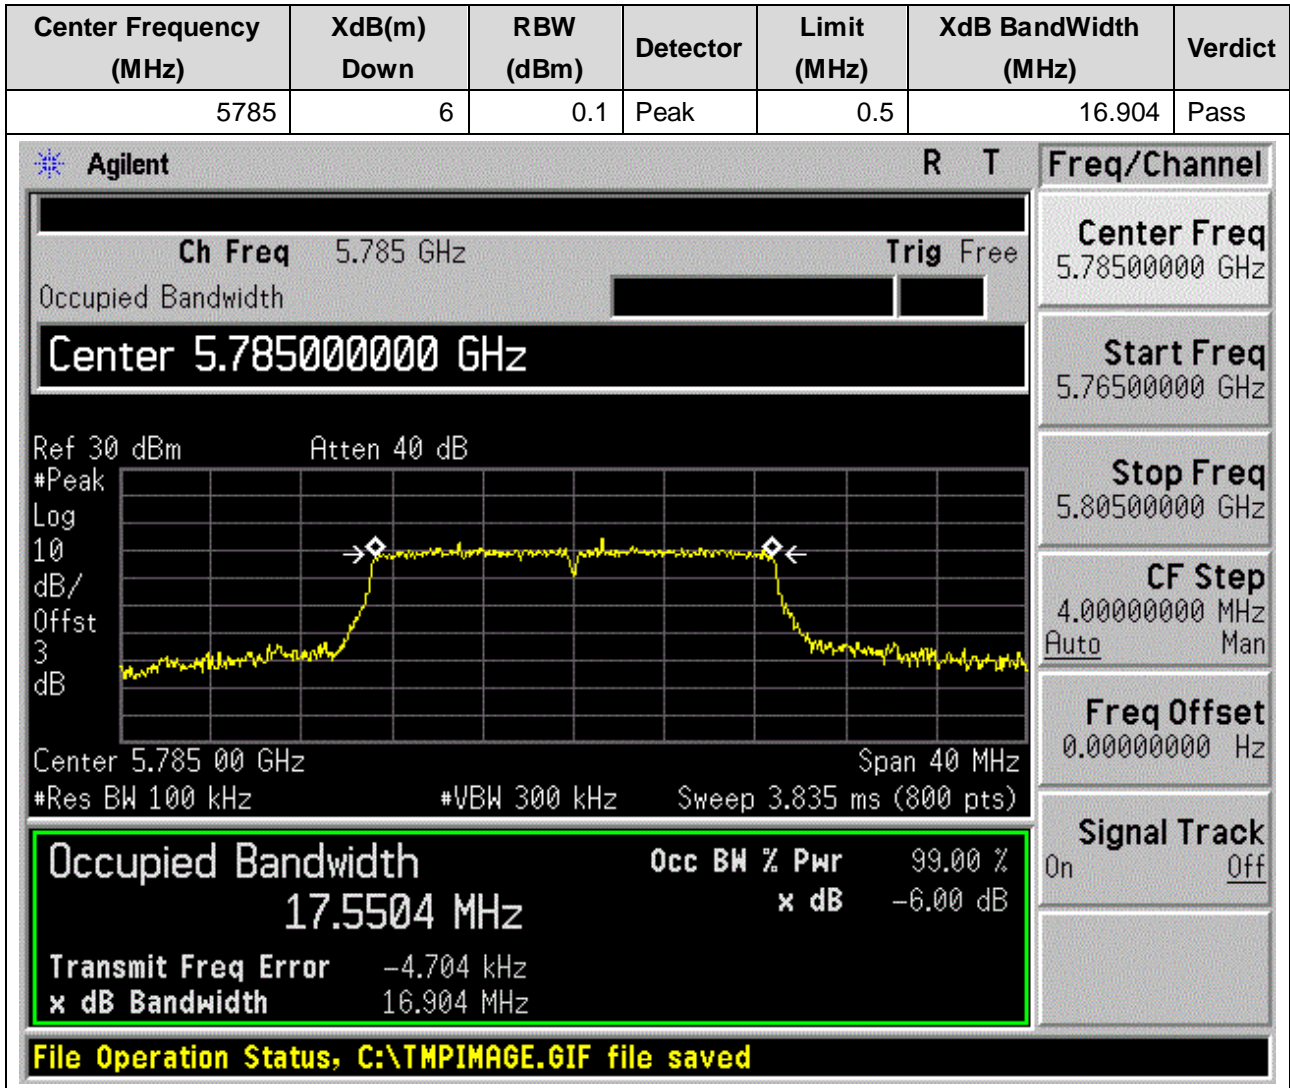 Center Frequency (MHz) XdB(m) Down RBW (dBm) Detector Limit (MHz) XdB BandWidth (MHz) Verdict
5785 6 0.1 Peak 0.5 16.904 Pass
Agilent R T Freq/Channel
Ch Freq 5.785 GHz Trig Free
Occupied Bandwidth
Center 5.785000000 GHz
Ref 30 dBm Atten 40 dB
#Peak
Log
10
dB/
Offst
3
dB
Center 5.785 00 GHz Span 40 MHz
#Res BW 100 kHz #VBW 300 kHz Sweep 3.835 ms (800 pts)
Occupied Bandwidth Occ BW % Pwr 99.00 %
17.5504 MHz x dB -6.00 dB
Transmit Freq Error -4.704 kHz
x dB Bandwidth 16.904 MHz
File Operation Status, C:\TMPIMAGE.GIF file saved
Center Freq
5.78500000 GHz
Start Freq
5.76500000 GHz
Stop Freq
5.80500000 GHz
CF Step
4.00000000 MHz
Auto Man
Freq Offset
0.00000000 Hz
Signal Track
On Off